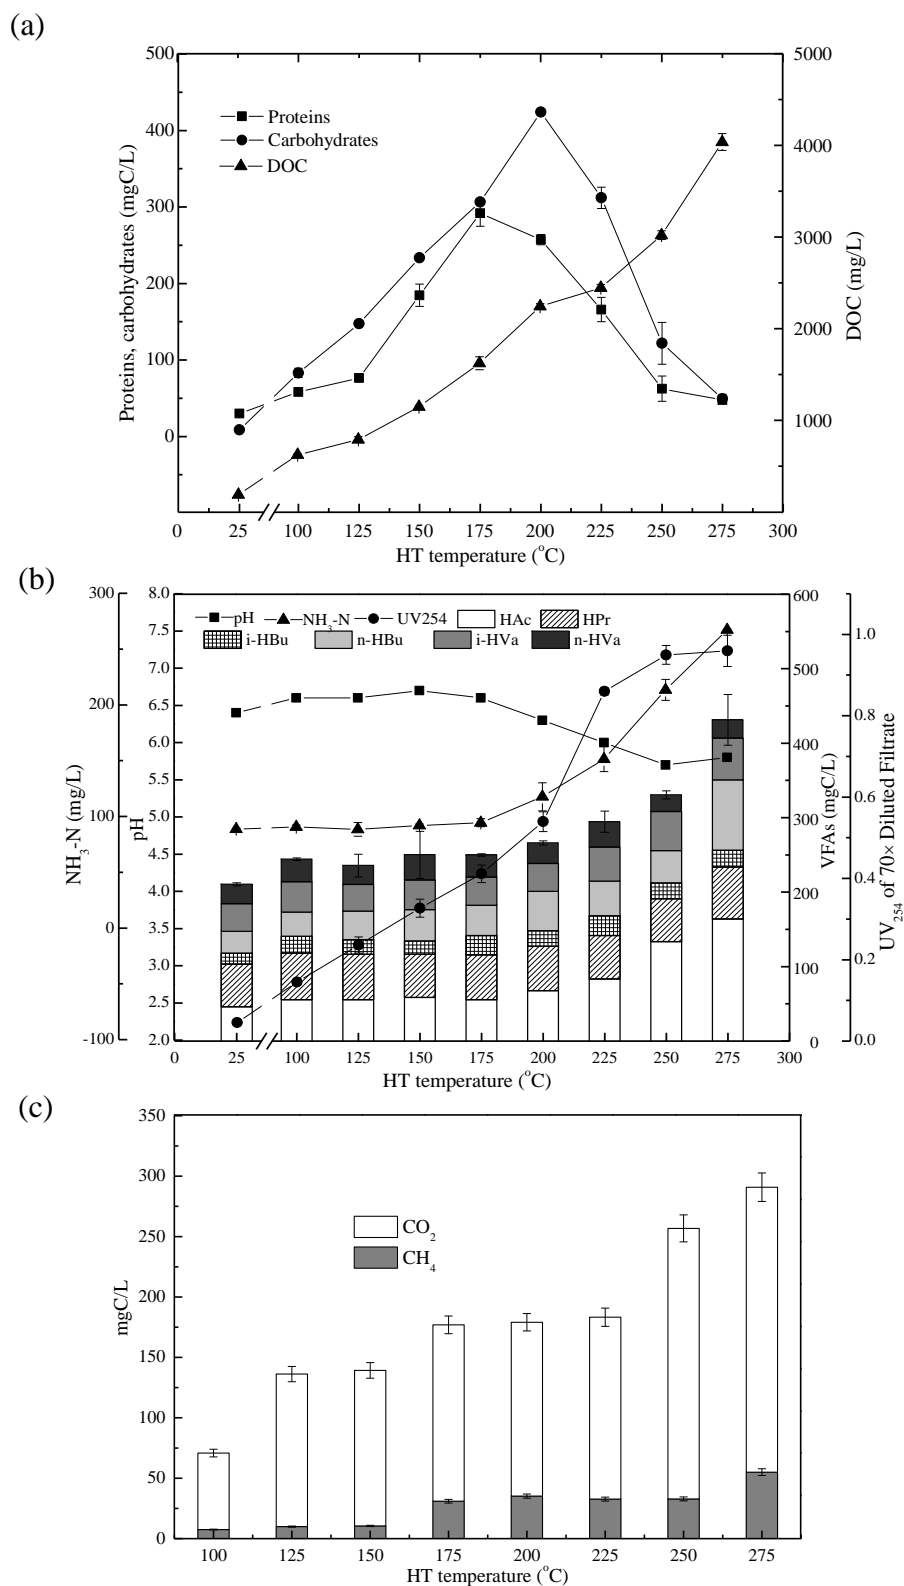 (a)
500
400
300
200
100
0
Proteins, carbohydrates (mgC/L)
Proteins
Carbohydrates
DOC
5000
4000
3000
2000
1000
DOC (mg/L)
0 25 100 125 150 175 200 225 250 275 300
HT temperature (°C)
(b)
300
200
100
0
-100
NH₃-N (mg/L)
8.0
7.5
7.0
6.5
6.0
5.5
5.0
4.5
4.0
3.5
3.0
2.5
2.0
pH
pH NH₃-N UV254 HAc HPr
i-HBu n-HBu i-HVa n-HVa
600
500
400
300
200
100
0
VFAs (mgC/L)
1.0
0.8
0.6
0.4
0.2
0.0
UV₂₅₄ of 70× Diluted Filtrate
0 25 100 125 150 175 200 225 250 275 300
HT temperature (°C)
(c)
350
300
250
200
150
100
50
0
mgC/L
CO₂
CH₄
100 125 150 175 200 225 250 275
HT temperature (°C)